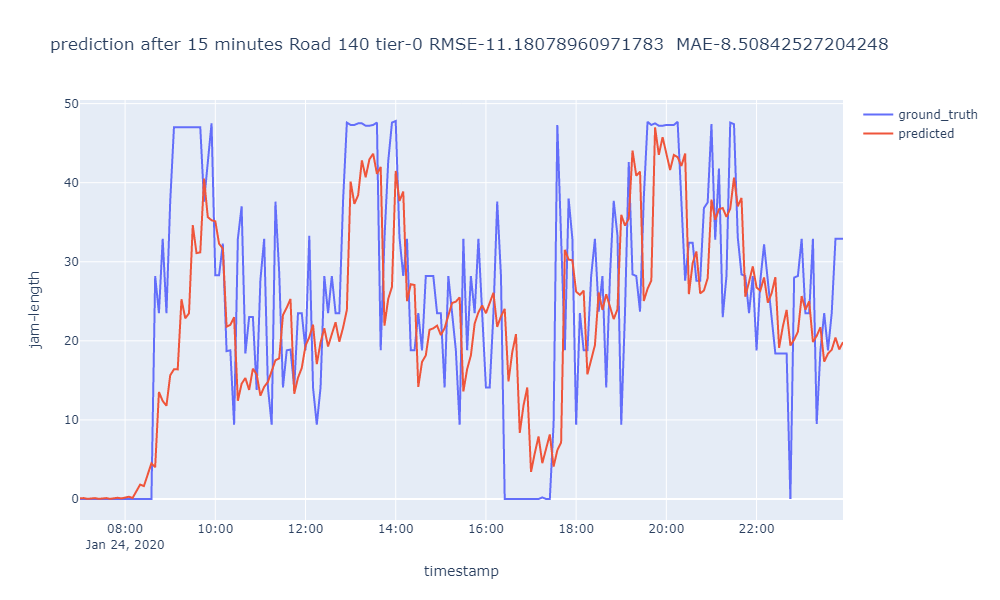 prediction after 15 minutes Road 140 tier-0 RMSE-11.18078960971783 MAE-8.50842527204248
ground_truth
predicted
50
40
30
20
10
0
jam-length
08:00 10:00 12:00 14:00 16:00 18:00 20:00 22:00
Jan 24, 2020
timestamp